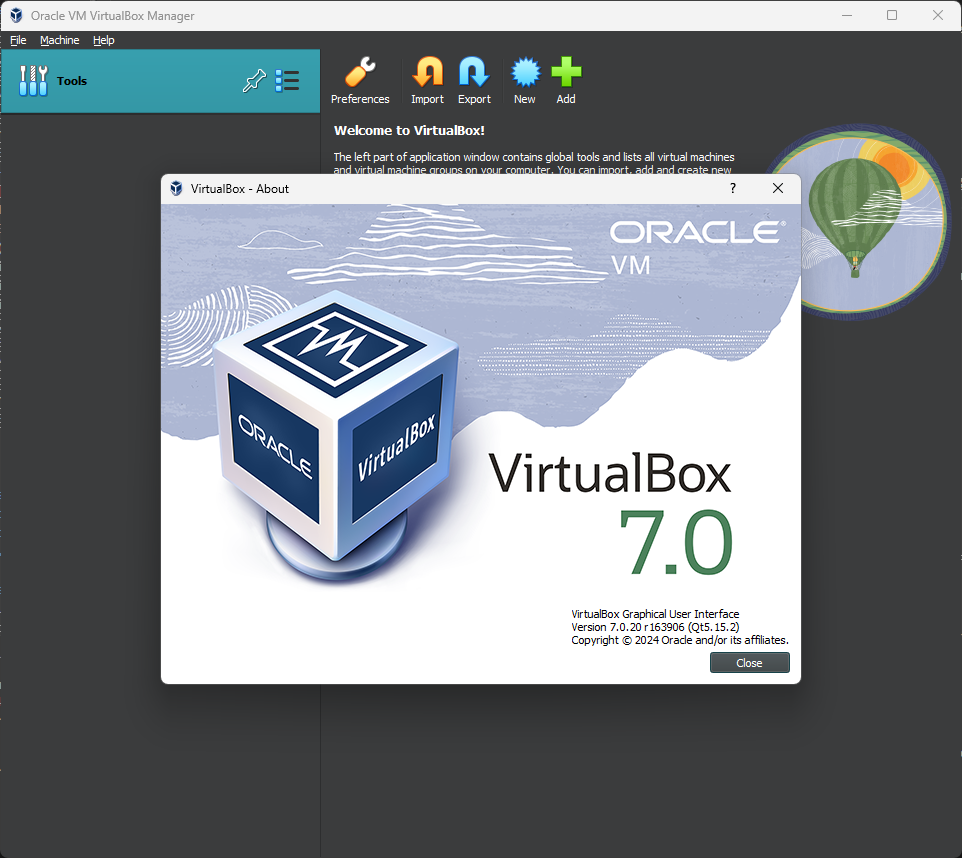 Oracle VM VirtualBox Manager
File Machine Help
Tools
Preferences Import Export New Add
Welcome to VirtualBox!
The left part of application window contains global tools and lists all virtual machines
and virtual machine groups on your computer. You can import, add and create new
VirtualBox - About
ORACLE®
VM
ORACLE
VirtualBox
VirtualBox
7.0
VirtualBox Graphical User Interface
Version 7.0.20 r163906 (Qt5.15.2)
Copyright © 2024 Oracle and/or its affiliates.
Close